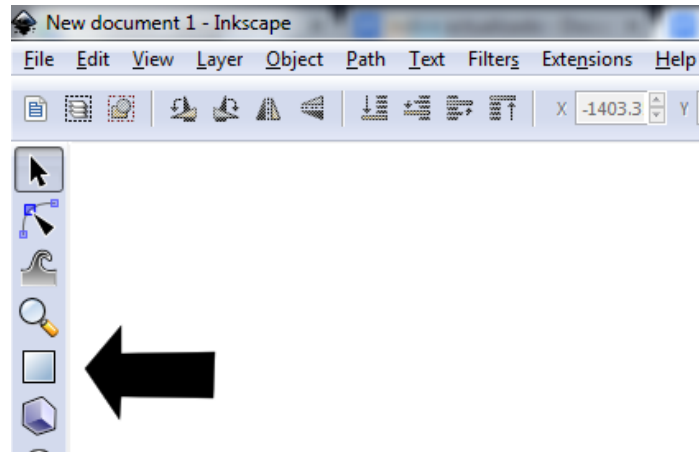 New document 1 - Inkscape
File Edit View Layer Object Path Text Filters Extensions Help
X -1403.3 Y